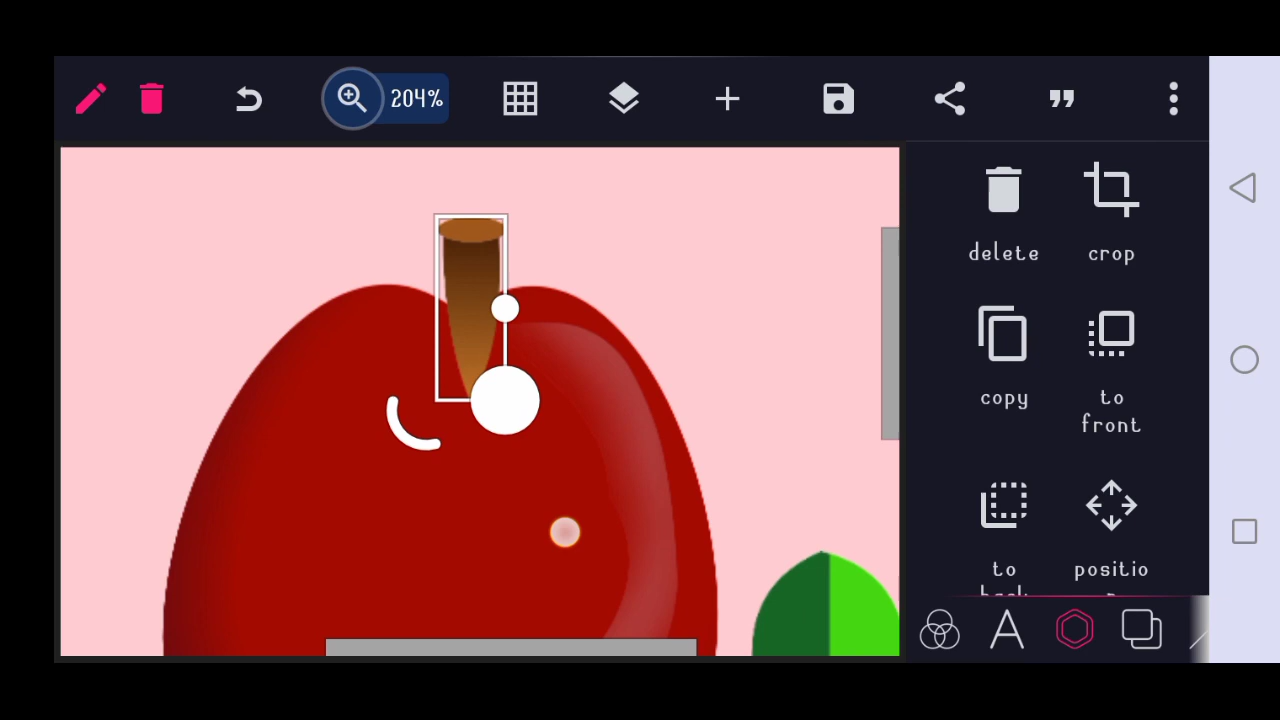 204%
delete
crop
copy
to
front
to
positio